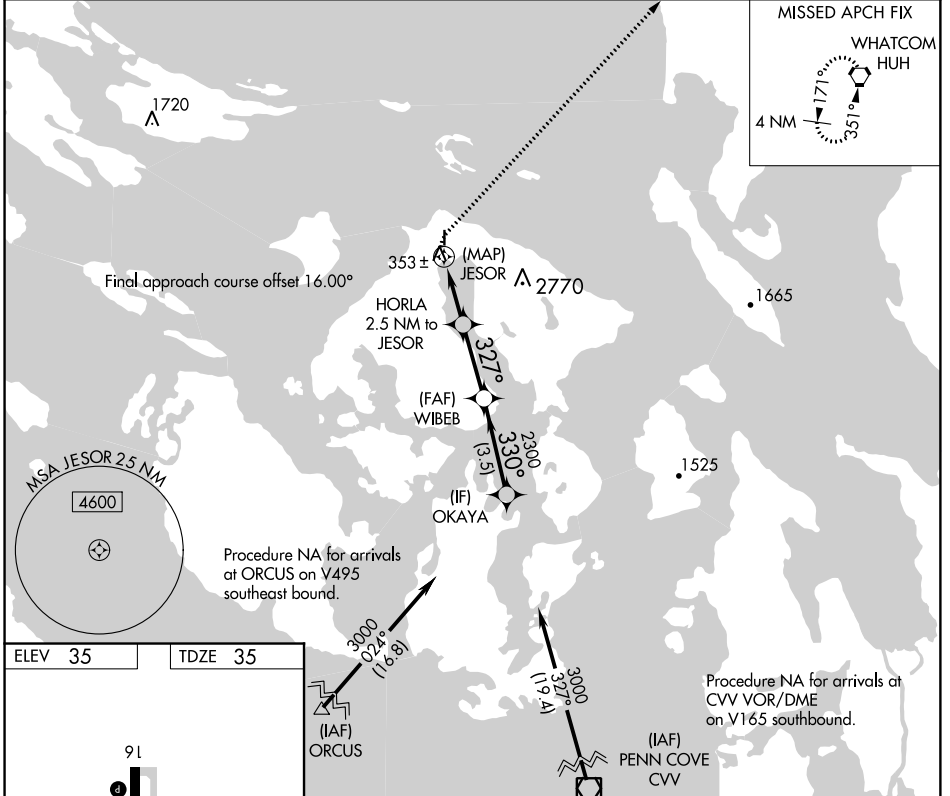 MISSED APCH FIX
WHATCOM
HUH
171°
351°
4 NM
1720
353 ±
(MAP)
JESOR
2770
Final approach course offset 16.00°
HORLA
2.5 NM to
JESOR
1665
327°
(FAF)
WIBEB
2300
330°
(3.5)
1525
(IF)
OKAYA
MSA JESOR 25 NM
4600
Procedure NA for arrivals
at ORCUS on V495
southeast bound.
3000
024°
(16.8)
(IAF)
ORCUS
3000
327°
(19.4)
Procedure NA for arrivals at
CVV VOR/DME
on V165 southbound.
(IAF)
PENN COVE
CVV
ELEV 35
TDZE 35
16
P